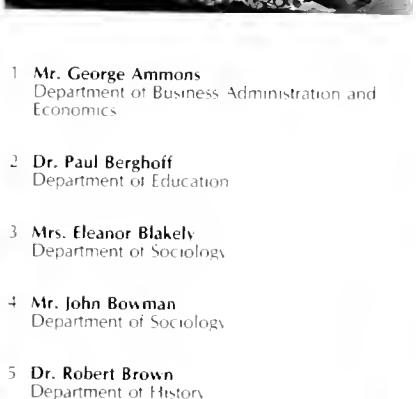 1 Mr. George Ammons
Department of Business Administration and
Economics
2 Dr. Paul Berghoff
Department of Education
3 Mrs. Eleanor Blakely
Department of Sociology
4 Mr. John Bowman
Department of Sociology
5 Dr. Robert Brown
Department of History